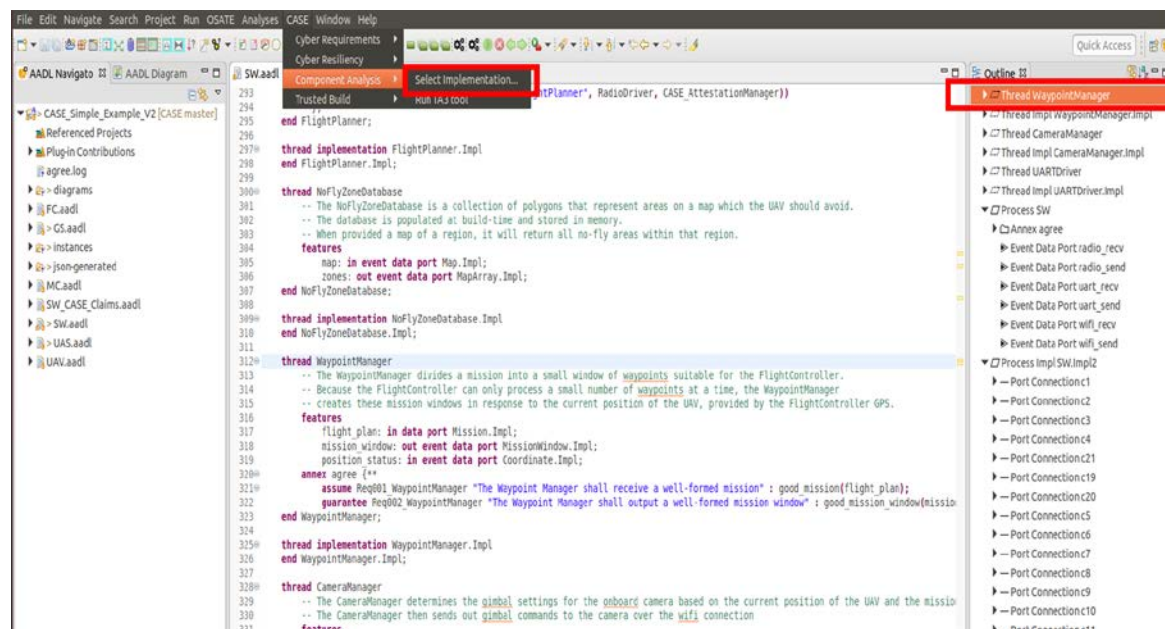 File Edit Navigate Search Project Run OSATE Analyses CASE Window Help
Quick Access
Cyber Requirements
Cyber Resiliency
Component Analysis
Trusted Build
Select Implementation...
Run TA3 tool
AADL Navigato
AADL Diagram
CASE_Simple_Example_V2 [CASE master]
Referenced Projects
Plug-in Contributions
agree.log
> diagrams
FC.aadl
> GS.aadl
> instances
> json-generated
MC.aadl
SW_CASE_Claims.aadl
> SW.aadl
> UAS.aadl
UAV.aadl
SW.aadl
293 htPlanner", RadioDriver, CASE_AttestationManager))
294
295 end FlightPlanner;
296
297 thread implementation FlightPlanner.Impl
298 end FlightPlanner.Impl;
299
300 thread NoFlyZoneDatabase
301 -- The NoFlyZoneDatabase is a collection of polygons that represent areas on a map which the UAV should avoid.
302 -- The database is populated at build-time and stored in memory.
303 -- When provided a map of a region, it will return all no-fly areas within that region.
304 features
305 map: in event data port Map.Impl;
306 zones: out event data port MapArray.Impl;
307 end NoFlyZoneDatabase;
308
309 thread implementation NoFlyZoneDatabase.Impl
310 end NoFlyZoneDatabase.Impl;
311
312 thread WaypointManager
313 -- The WaypointManager divides a mission into a small window of waypoints suitable for the FlightController.
314 -- Because the FlightController can only process a small number of waypoints at a time, the WaypointManager
315 -- creates these mission windows in response to the current position of the UAV, provided by the FlightController GPS.
316 features
317 flight_plan: in data port Mission.Impl;
318 mission_window: out event data port MissionWindow.Impl;
319 position_status: in event data port Coordinate.Impl;
320 annex agree {**
321 assume Req001_WaypointManager "The Waypoint Manager shall receive a well-formed mission" : good_mission(flight_plan);
322 guarantee Req002_WaypointManager "The Waypoint Manager shall output a well-formed mission window" : good_mission_window(missio
323 end WaypointManager;
324
325 thread implementation WaypointManager.Impl
326 end WaypointManager.Impl;
327
328 thread CameraManager
329 -- The CameraManager determines the gimbal settings for the onboard camera based on the current position of the UAV and the missio
330 -- The CameraManager then sends out gimbal commands to the camera over the wifi connection
331 features
Outline
Thread WaypointManager
Thread Impl WaypointManager.Impl
Thread CameraManager
Thread Impl CameraManager.Impl
Thread UARTDriver
Thread Impl UARTDriver.Impl
Process SW
Annex agree
Event Data Port radio_recv
Event Data Port radio_send
Event Data Port uart_recv
Event Data Port uart_send
Event Data Port wifi_recv
Event Data Port wifi_send
Process Impl SW.Impl2
Port Connection c1
Port Connection c2
Port Connection c3
Port Connection c4
Port Connection c21
Port Connection c19
Port Connection c20
Port Connection c5
Port Connection c6
Port Connection c7
Port Connection c8
Port Connection c9
Port Connection c10
Port Connection c11